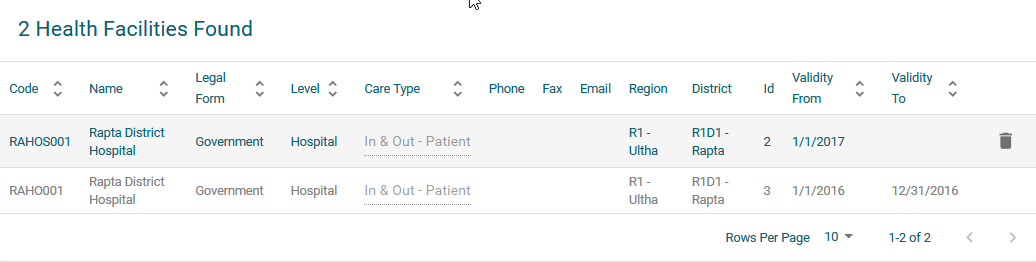 2 Health Facilities Found
Code Name Legal Form Level Care Type Phone Fax Email Region District Id Validity From Validity To
RAHOS001 Rapta District Hospital Government Hospital In & Out - Patient R1 - Ultha R1D1 - Rapta 2 1/1/2017
RAHO001 Rapta District Hospital Government Hospital In & Out - Patient R1 - Ultha R1D1 - Rapta 3 1/1/2016 12/31/2016
Rows Per Page 10 1-2 of 2